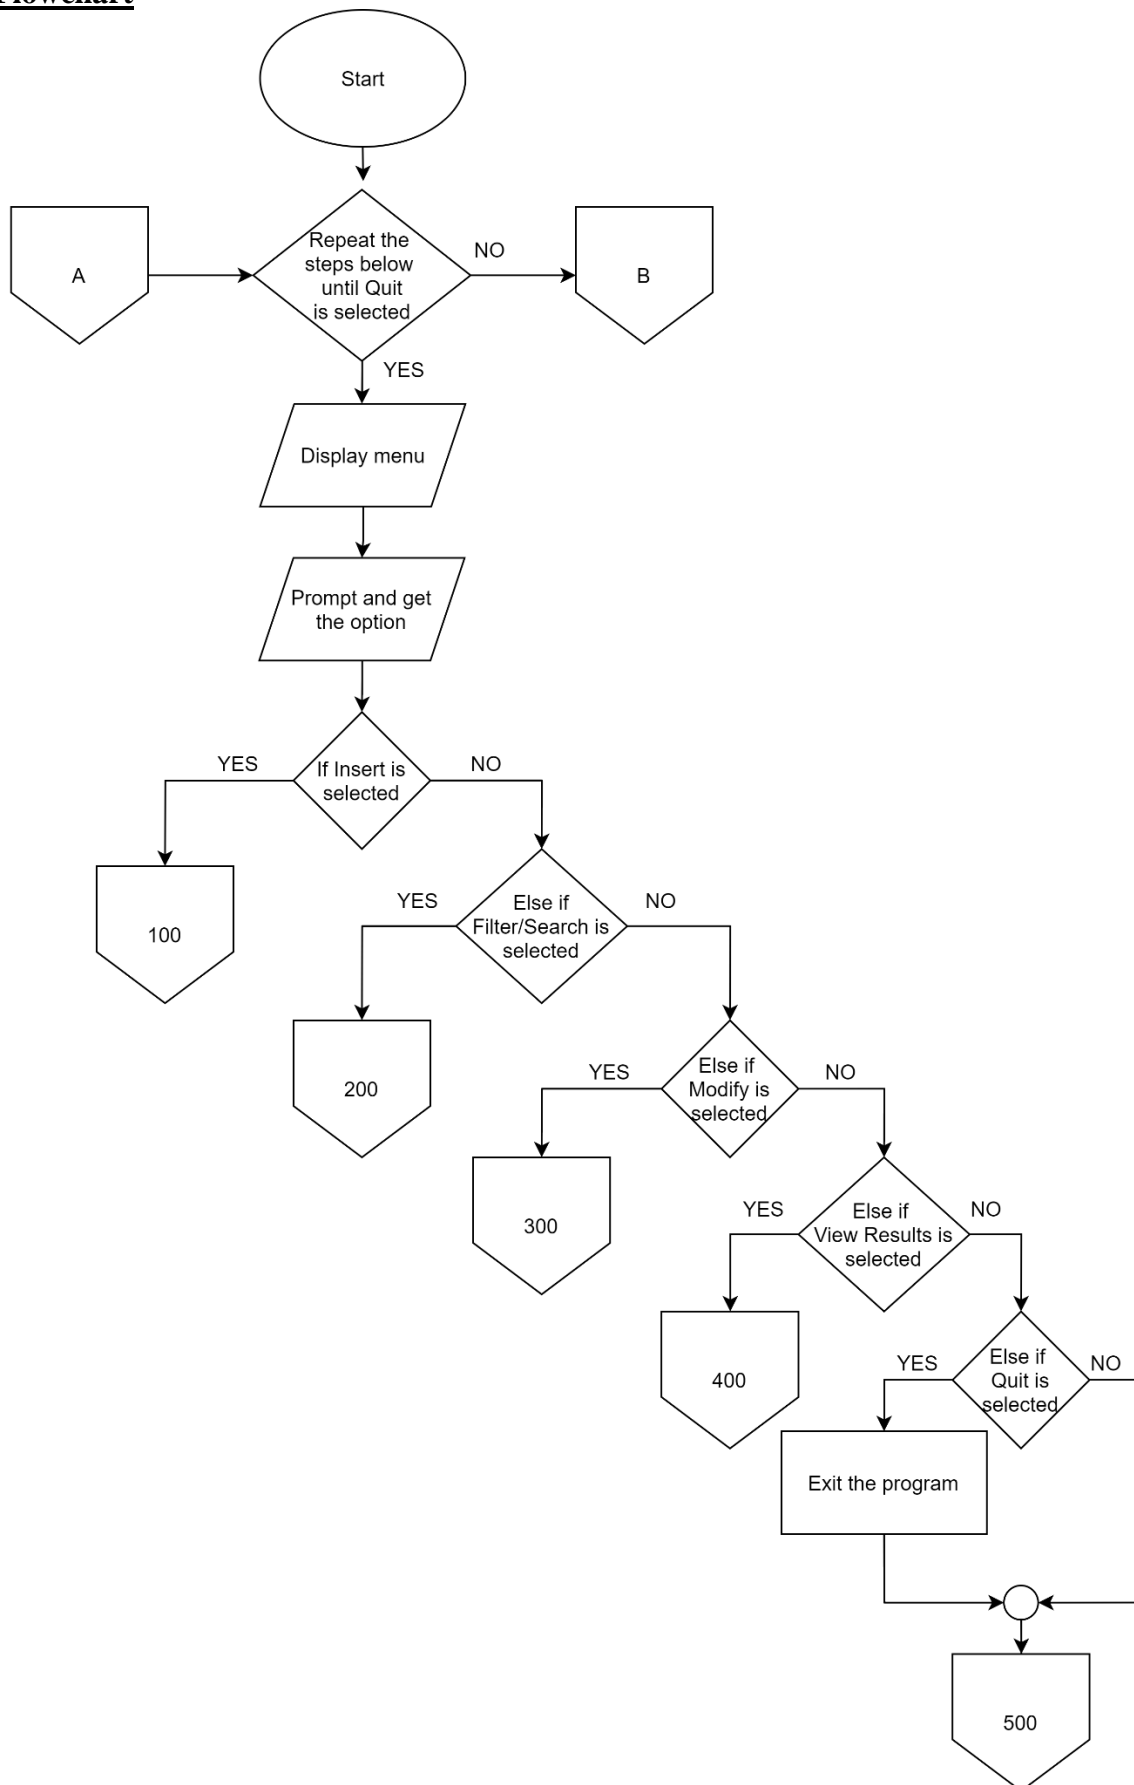 Flowchart
Start
A
Repeat the
steps below
until Quit
is selected
NO
B
YES
Display menu
Prompt and get
the option
YES
If Insert is
selected
NO
100
YES
Else if
Filter/Search is
selected
NO
200
YES
Else if
Modify is
selected
NO
300
YES
Else if
View Results is
selected
NO
400
YES
Else if
Quit is
selected
NO
Exit the program
500